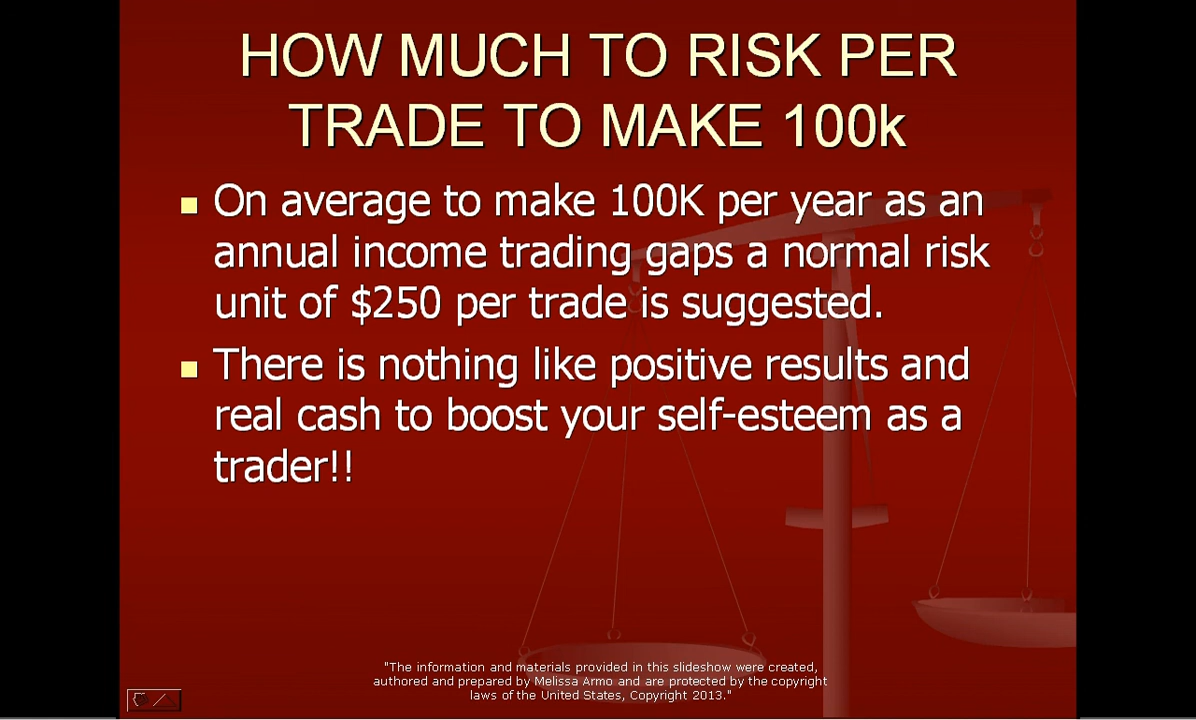 HOW MUCH TO RISK PER
TRADE TO MAKE 100k
On average to make 100K per year as an
annual income trading gaps a normal risk
unit of $250 per trade is suggested.
There is nothing like positive results and
real cash to boost your self-esteem as a
trader!!
"The information and materials provided in this slideshow were created,
authored and prepared by Melissa Armo and are protected by the copyright
laws of the United States, Copyright 2013."